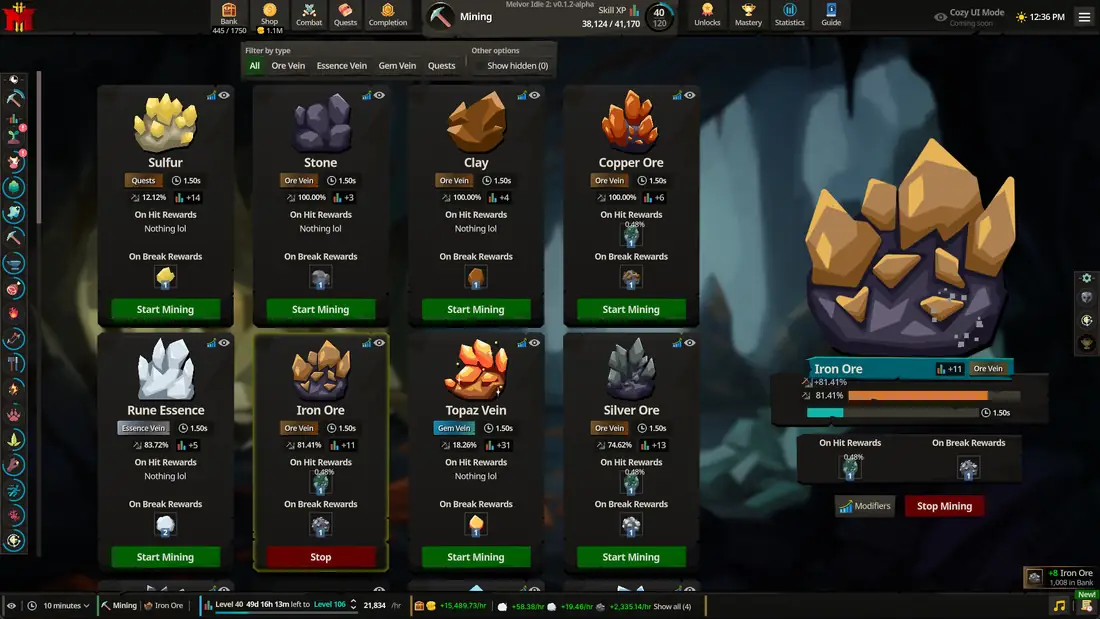 Bank
445 / 1750
Shop
1.1M
Combat
Quests
Completion
Mining
Melvor Idle 2: v0.1.2-alpha
Skill XP
38,124 / 41,170
40
120
Unlocks
Mastery
Statistics
Guide
Cozy UI Mode
Coming soon
12:36 PM
Filter by type
Other options
All
Ore Vein
Essence Vein
Gem Vein
Quests
Show hidden (0)
Sulfur
Quests
1.50s
12.12%
+14
On Hit Rewards
Nothing lol
On Break Rewards
1
Start Mining
Stone
Ore Vein
1.50s
100.00%
+3
On Hit Rewards
Nothing lol
On Break Rewards
1
Start Mining
Clay
Ore Vein
1.50s
100.00%
+4
On Hit Rewards
Nothing lol
On Break Rewards
1
Start Mining
Copper Ore
Ore Vein
1.50s
100.00%
+6
On Hit Rewards
0.48%
1
On Break Rewards
1
Start Mining
Rune Essence
Essence Vein
1.50s
83.72%
+5
On Hit Rewards
Nothing lol
On Break Rewards
2
Start Mining
Iron Ore
Ore Vein
1.50s
81.41%
+11
On Hit Rewards
0.48%
1
On Break Rewards
1
Stop
Topaz Vein
Gem Vein
1.50s
18.26%
+31
On Hit Rewards
Nothing lol
On Break Rewards
1
Start Mining
Silver Ore
Ore Vein
1.50s
74.62%
+13
On Hit Rewards
0.48%
1
On Break Rewards
1
Start Mining
Iron Ore
+11
Ore Vein
+81.41%
81.41%
1.50s
On Hit Rewards
On Break Rewards
0.48%
1
1
Modifiers
Stop Mining
+8 Iron Ore
1,008 in Bank
10 minutes
Mining
Iron Ore
Level 40 49d 16h 13m left to Level 106
21,834 /hr
+15,489.73/hr
+58.38/hr
+19.46/hr
+2,335.14/hr
Show all (4)
New!